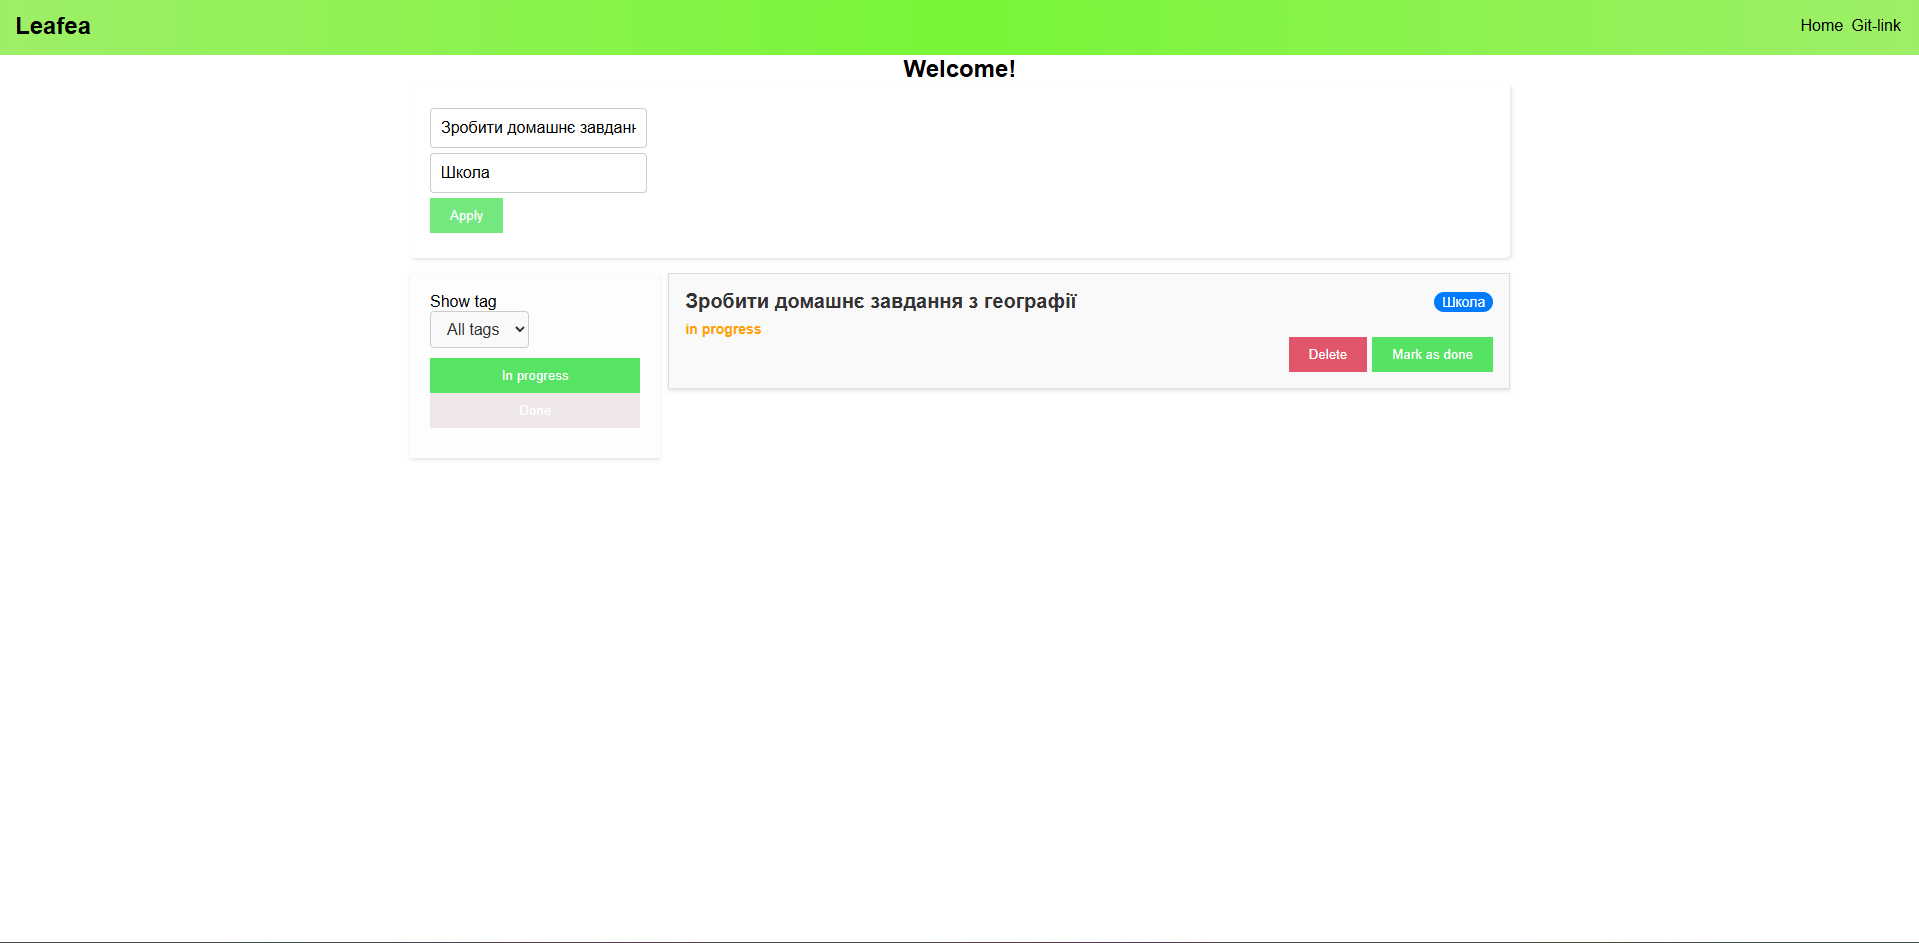 Leafea
Home Git-link
Welcome!
Зробити домашнє завдан
Школа
Apply
Show tag
All tags
In progress
Done
Зробити домашнє завдання з географії
Школа
in progress
Delete
Mark as done